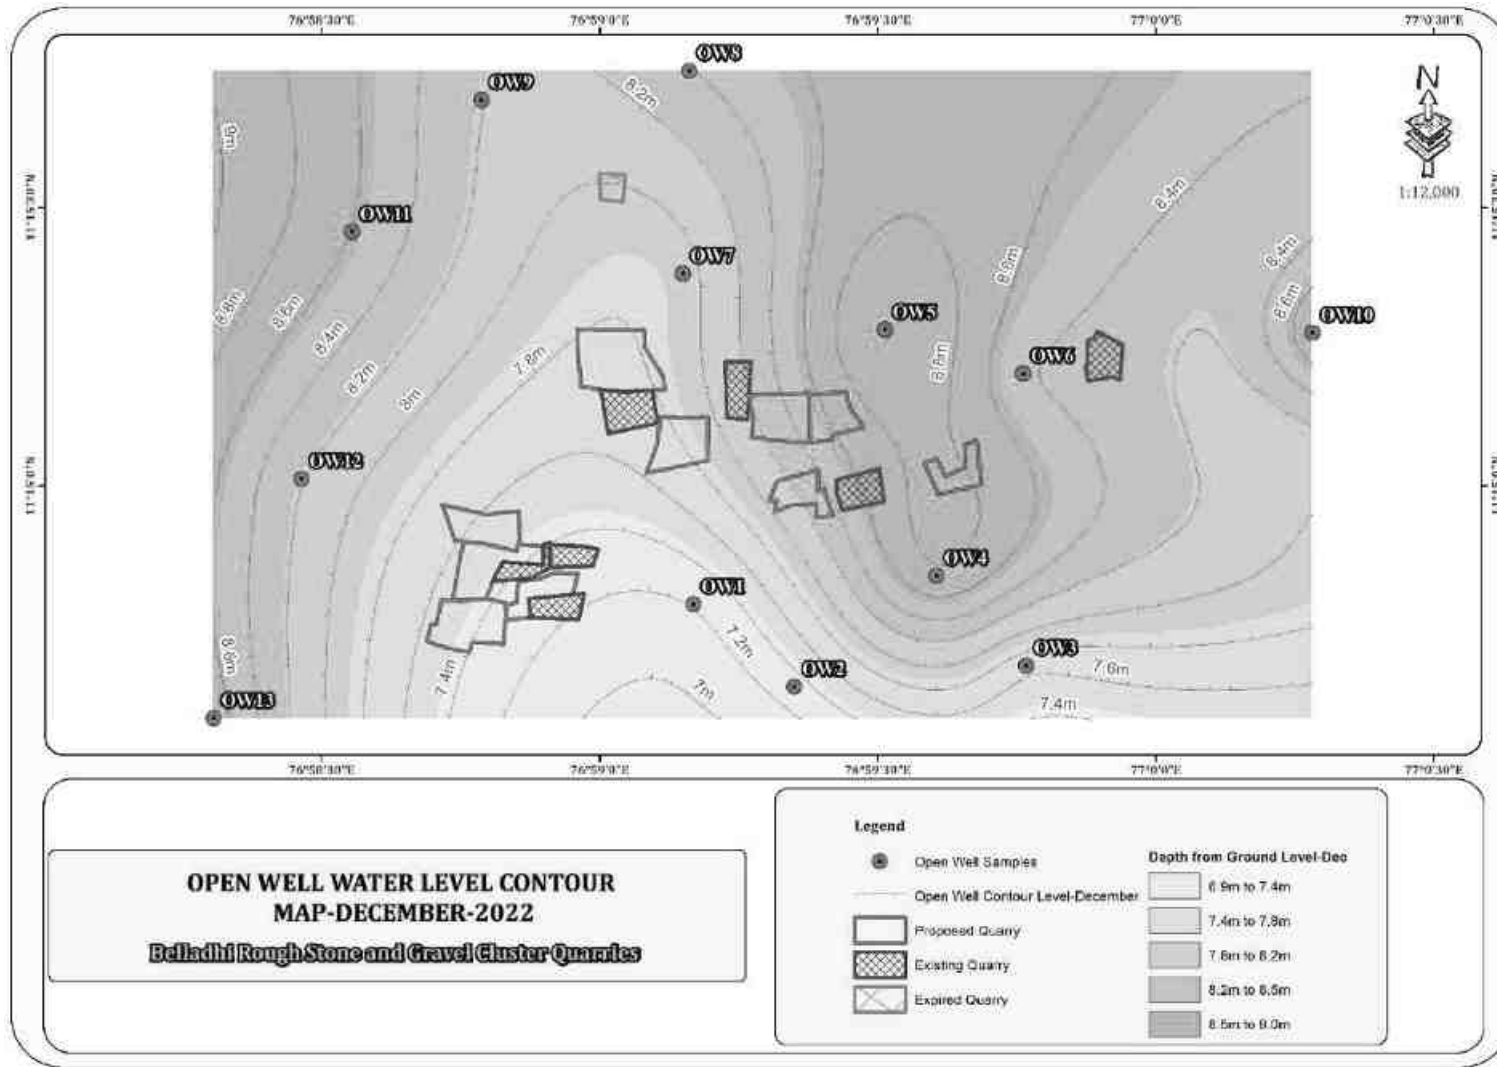 76°58'30"E 76°59'0"E 76°59'30"E 77°0'0"E 77°0'30"E
OW8
OW9
8.2m
N
9m
1:12,000
8.4m
11°15'30"N
OW11
OW7
8.4m
8.8m
8.6m
8.6m
OW5
OW10
8.4m
7.8m
8.8m
OW6
8.2m
8m
OW12
11°15'0"N
OW4
OW1
7.2m
OW3
7.4m
7.6m
OW2
7m
OW13
7.4m
76°58'30"E 76°59'0"E 76°59'30"E 77°0'0"E 77°0'30"E
OPEN WELL WATER LEVEL CONTOUR
MAP-DECEMBER-2022
Belladhi Rough Stone and Gravel Cluster Quarries
Legend
Open Well Samples
Open Well Contour Level-December
Proposed Quarry
Existing Quarry
Expired Quarry
Depth from Ground Level-Dec
6.9m to 7.4m
7.4m to 7.8m
7.8m to 8.2m
8.2m to 8.5m
8.5m to 9.0m